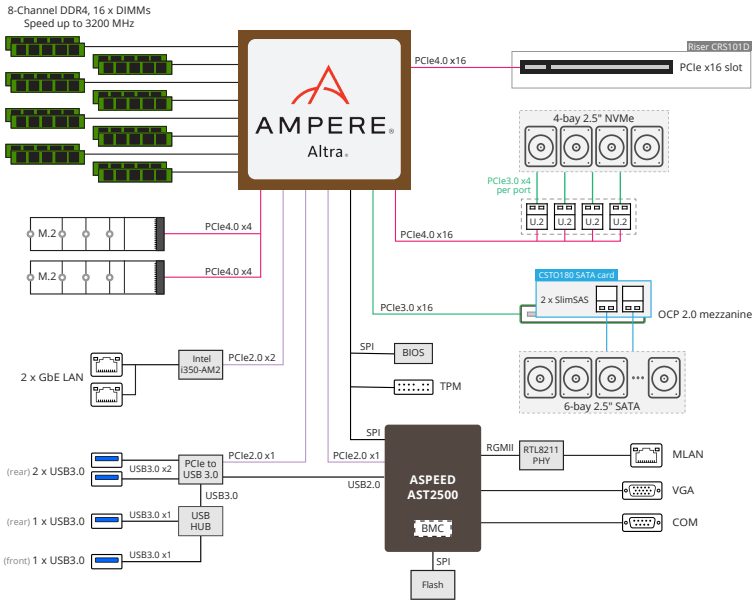 8-Channel DDR4, 16 x DIMMs
Speed up to 3200 MHz
AMPERE®
Altra®
PCIe4.0 x16
Riser CRS101D
PCIe x16 slot
4-bay 2.5" NVMe
PCIe3.0 x4
per port
U.2 U.2 U.2 U.2
PCIe4.0 x16
M.2
PCIe4.0 x4
M.2
PCIe4.0 x4
CSTO180 SATA card
2 x SlimSAS
PCIe3.0 x16
OCP 2.0 mezzanine
SPI
BIOS
TPM
2 x GbE LAN
Intel
i350-AM2
PCIe2.0 x2
6-bay 2.5" SATA
SPI
PCIe2.0 x1
PCIe2.0 x1
USB2.0
(rear) 2 x USB3.0
USB3.0 x2
PCIe to
USB 3.0
USB3.0
(rear) 1 x USB3.0
USB3.0 x1
USB
HUB
(front) 1 x USB3.0
USB3.0 x1
ASPEED
AST2500
BMC
RGMII
RTL8211
PHY
MLAN
VGA
COM
SPI
Flash